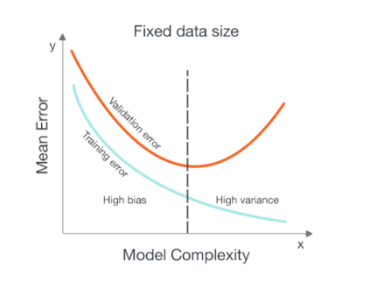 Fixed data size
y
Mean Error
Validation error
Training error
High bias
High variance
x
Model Complexity